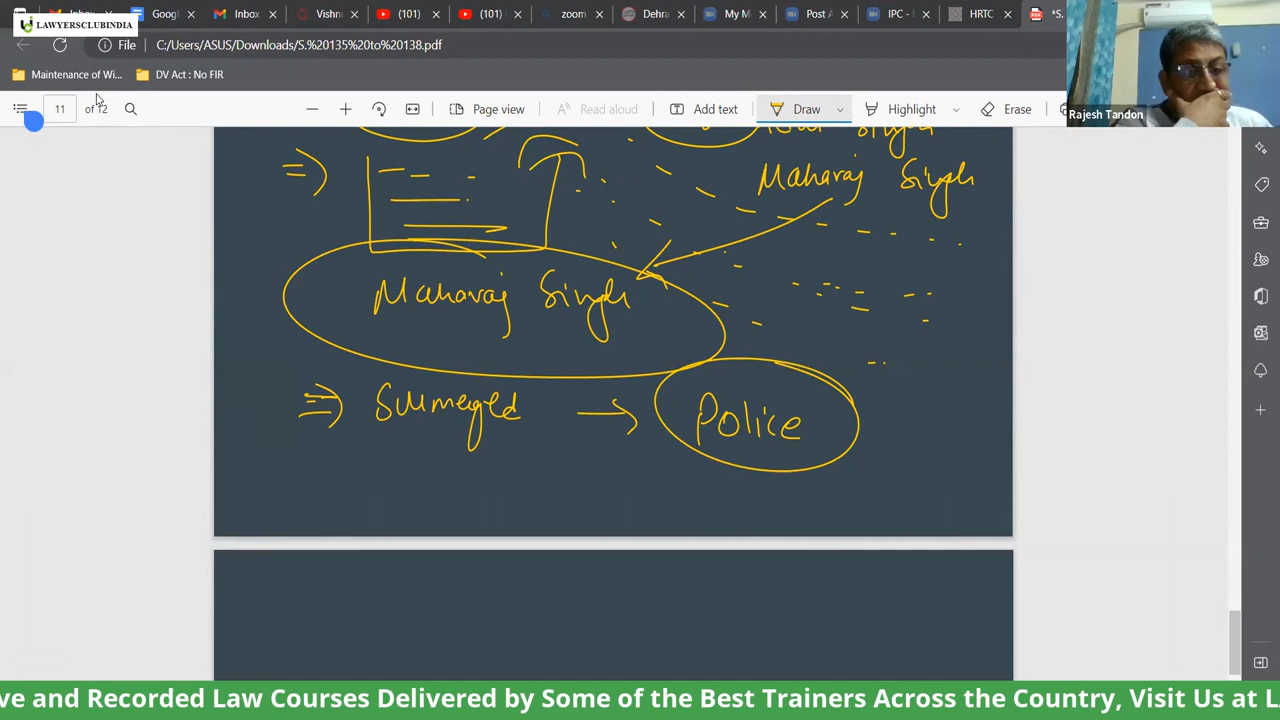 LAWYERSCLUBINDIA
Inbox Googl Inbox Vishn (101) (101) Dehra My M Post IPC - HRTC *S.
File C:/Users/ASUS/Downloads/S.%20135%20to%20138.pdf
Maintenance of Wi... DV Act : No FIR
11 of 12 Page view Read aloud Add text Draw Highlight Erase
Rajesh Tandon
Singh
=> Maharaj Singh
Maharaj Singh
=> → Police
ve and Recorded Law Courses Delivered by Some of the Best Trainers Across the Country, Visit Us at L